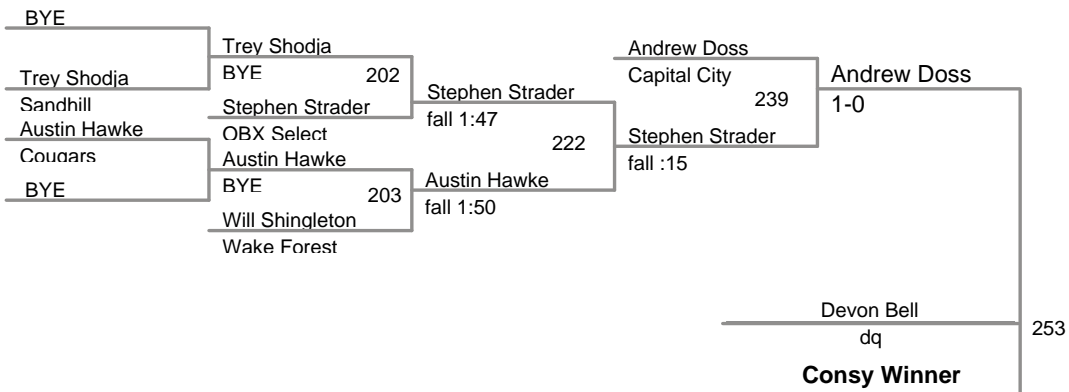 BYE
Trey Shodja
Sandhill
Austin Hawke
Cougars
BYE
Trey Shodja
BYE
202
Stephen Strader
OBX Select
Austin Hawke
BYE
203
Will Shingleton
Wake Forest
Stephen Strader
fall 1:47
222
Austin Hawke
fall 1:50
Andrew Doss
Capital City
239
Stephen Strader
fall :15
Andrew Doss
1-0
Devon Bell
dq
253
Consy Winner